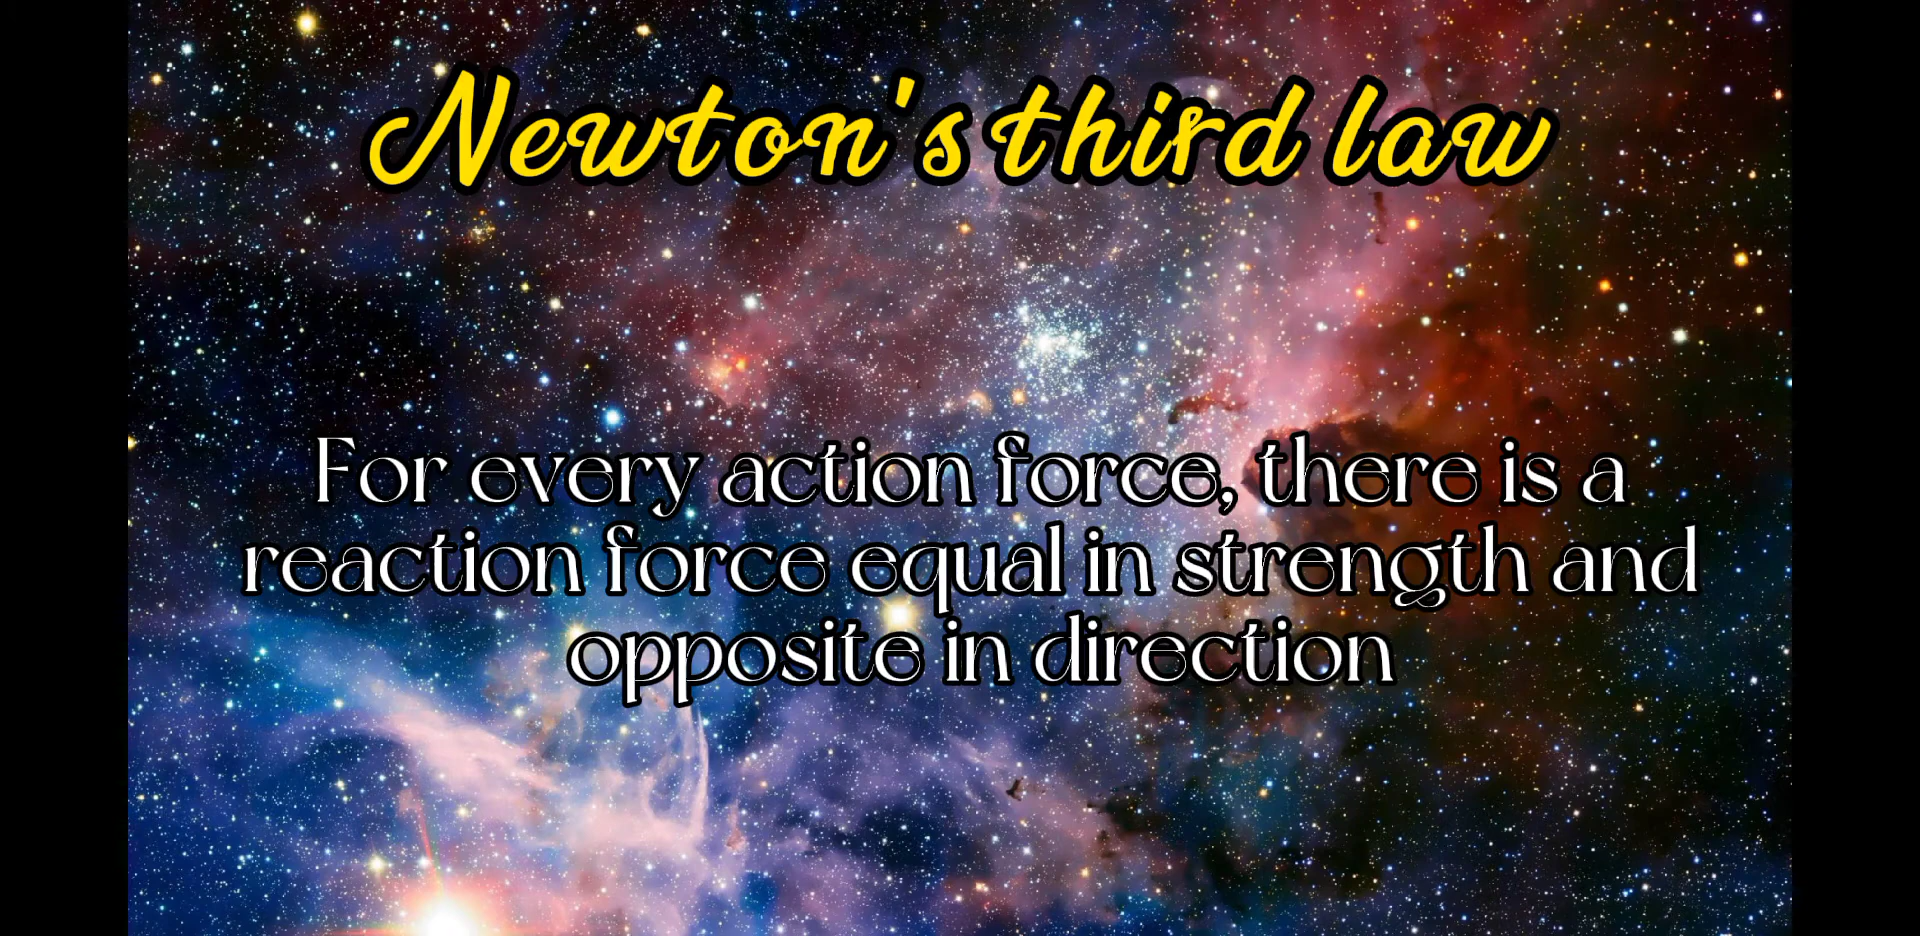 Newton's third law
For every action force, there is a
reaction force equal in strength and
opposite in direction